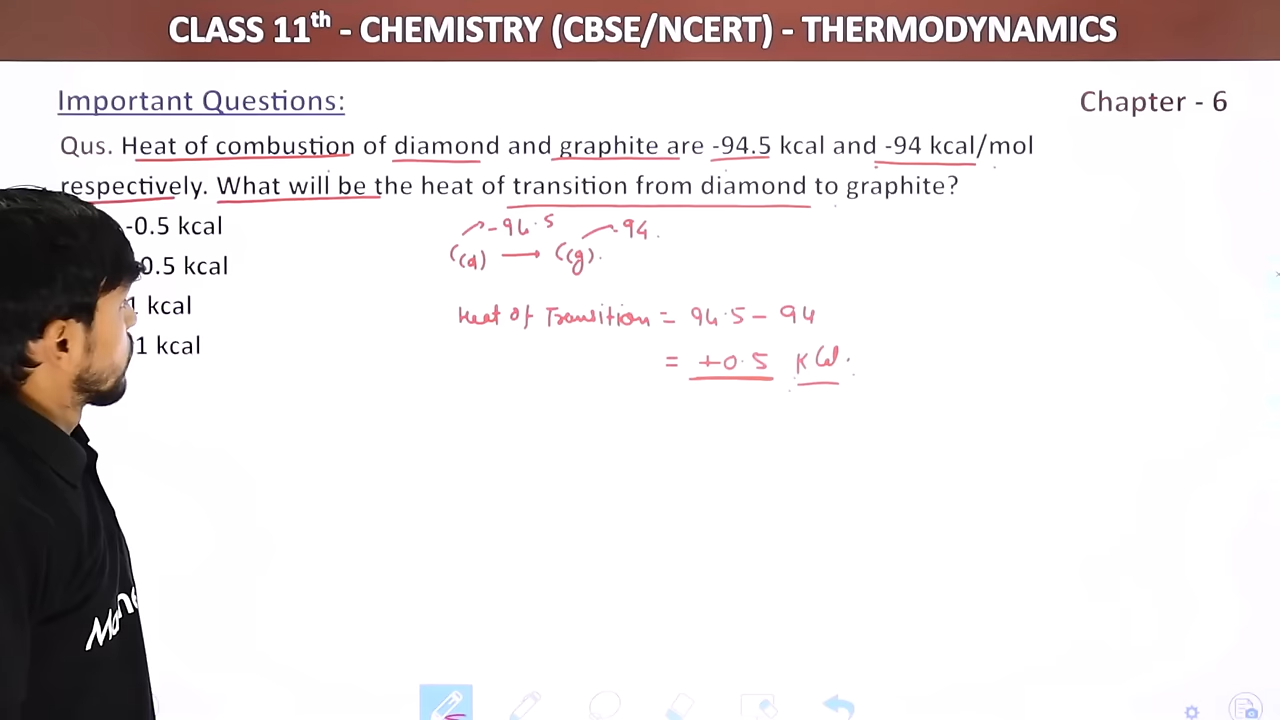 CLASS 11th - CHEMISTRY (CBSE/NCERT) - THERMODYNAMICS
Important Questions:
Chapter - 6
Qus. Heat of combustion of diamond and graphite are -94.5 kcal and -94 kcal/mol
respectively. What will be the heat of transition from diamond to graphite?
-0.5 kcal
0.5 kcal
1 kcal
1 kcal
-94.5 -94.
C(d) → C(g).
Heat of Transition = 94.5 - 94
= +0.5 KCal.